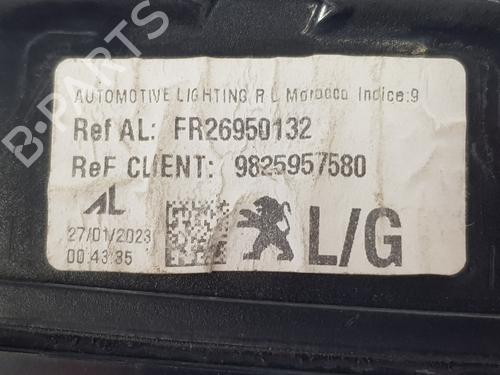 AUTOMOTIVE LIGHTING R L Morocco Indice:9
Ref AL: FR26950132
ReF CLIENT: 9825957580
AL
27/01/2023
00:43:35
L/G
B-PARTS